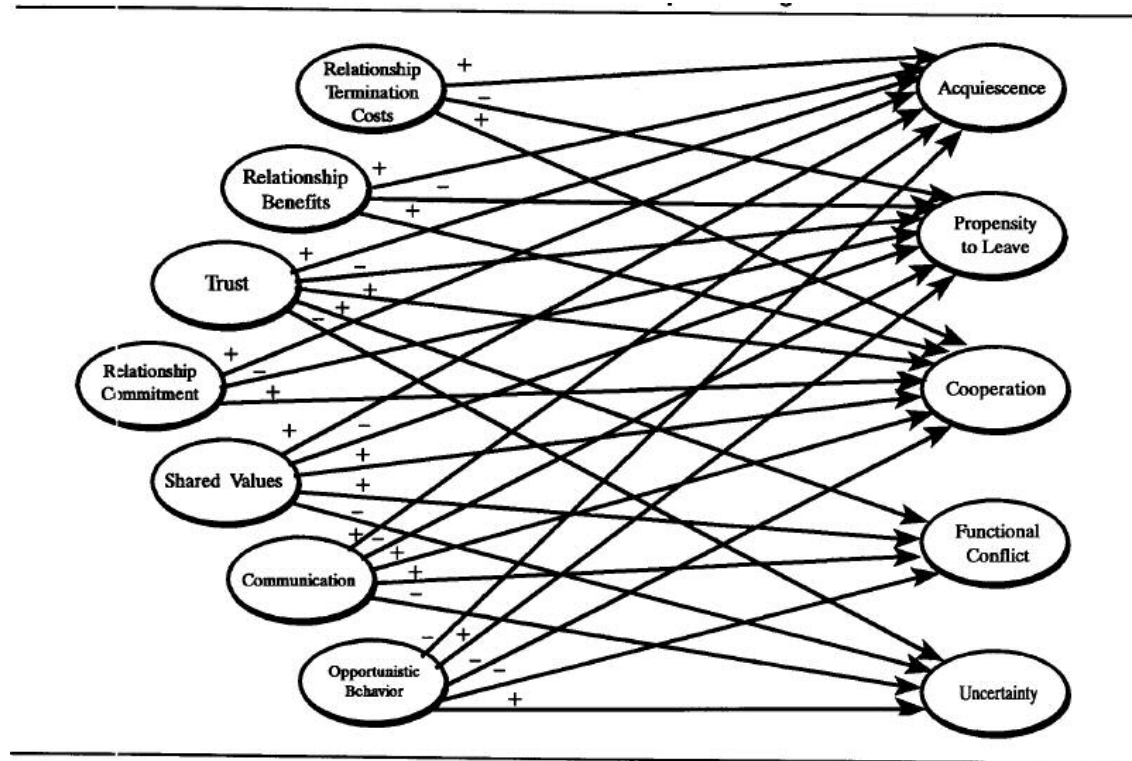 Relationship
Termination
Costs
+
−
+
Acquiescence
Relationship
Benefits
+
−
+
Propensity
to Leave
Trust
+
−
+
+
−
Relationship
Commitment
+
−
+
Cooperation
Shared Values
+
−
+
+
−
Functional
Conflict
Communication
+
−
+
+
−
Opportunistic
Behavior
−
+
−
−
+
Uncertainty